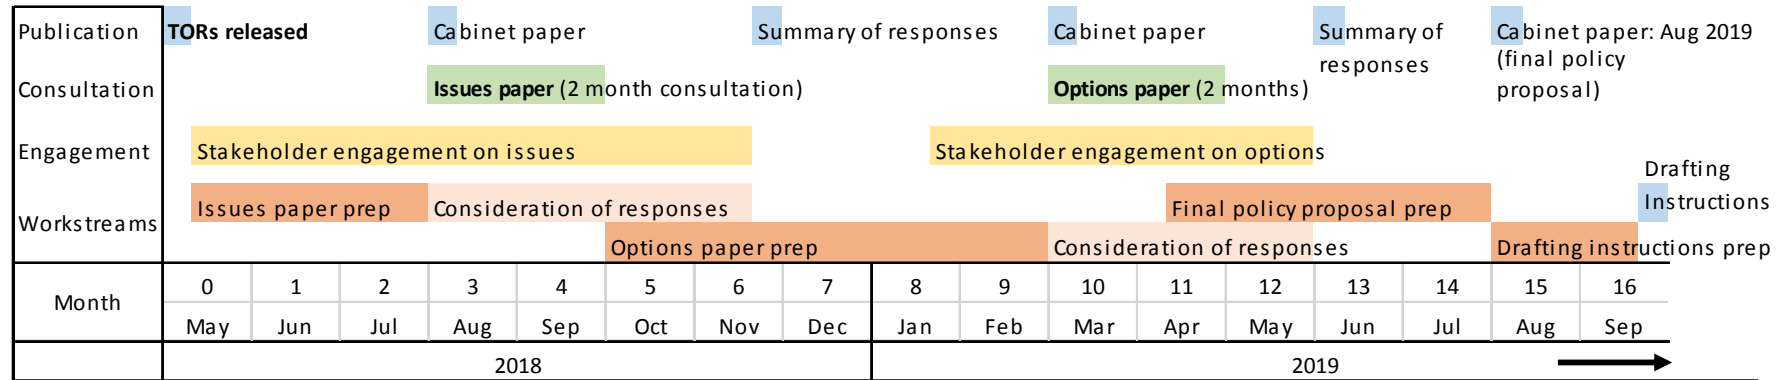 Publication TORs released Cabinet paper Summary of responses Cabinet paper Summary of responses Cabinet paper: Aug 2019 (final policy proposal)
Consultation Issues paper (2 month consultation) Options paper (2 months)
Engagement Stakeholder engagement on issues Stakeholder engagement on options
Workstreams Issues paper prep Consideration of responses Final policy proposal prep Drafting Instructions
Options paper prep Consideration of responses Drafting instructions prep
Month 0 1 2 3 4 5 6 7 8 9 10 11 12 13 14 15 16
May Jun Jul Aug Sep Oct Nov Dec Jan Feb Mar Apr May Jun Jul Aug Sep
2018 2019